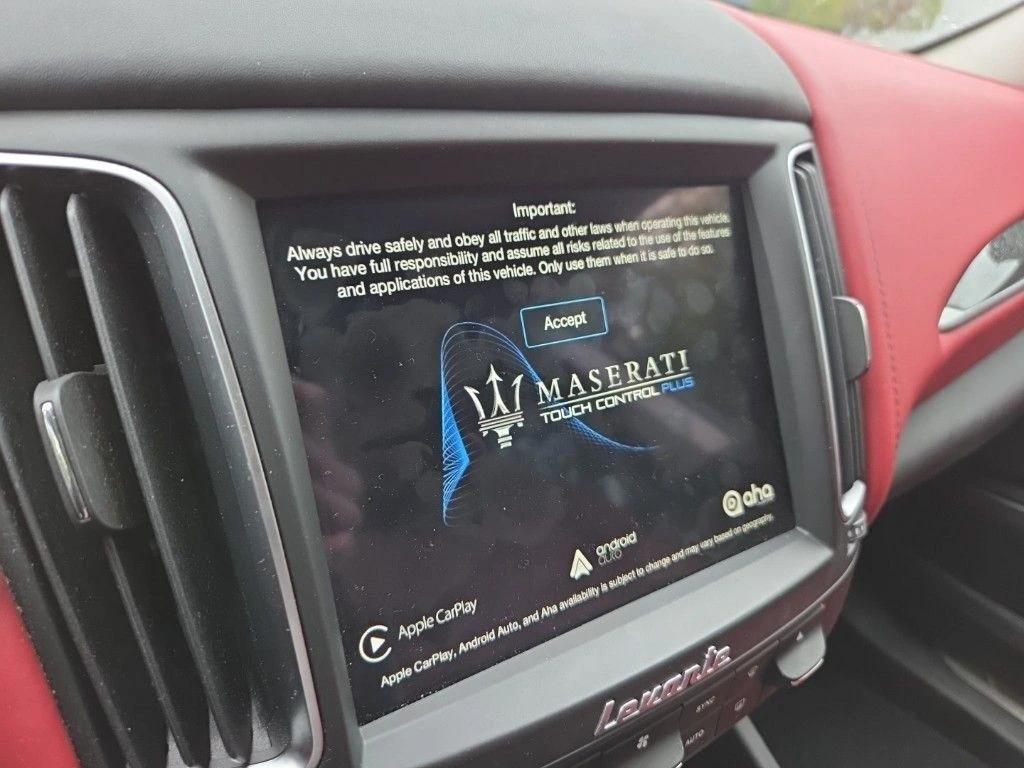 Important:
Always drive safely and obey all traffic and other laws when operating this vehicle.
You have full responsibility and assume all risks related to the use of the features
and applications of this vehicle. Only use them when it is safe to do so.
Accept
MASERATI
TOUCH CONTROL PLUS
aha
android
auto
Apple CarPlay
Apple CarPlay, Android Auto, and Aha availability is subject to change and may vary based on geography.
Levante
SYNC
AUTO